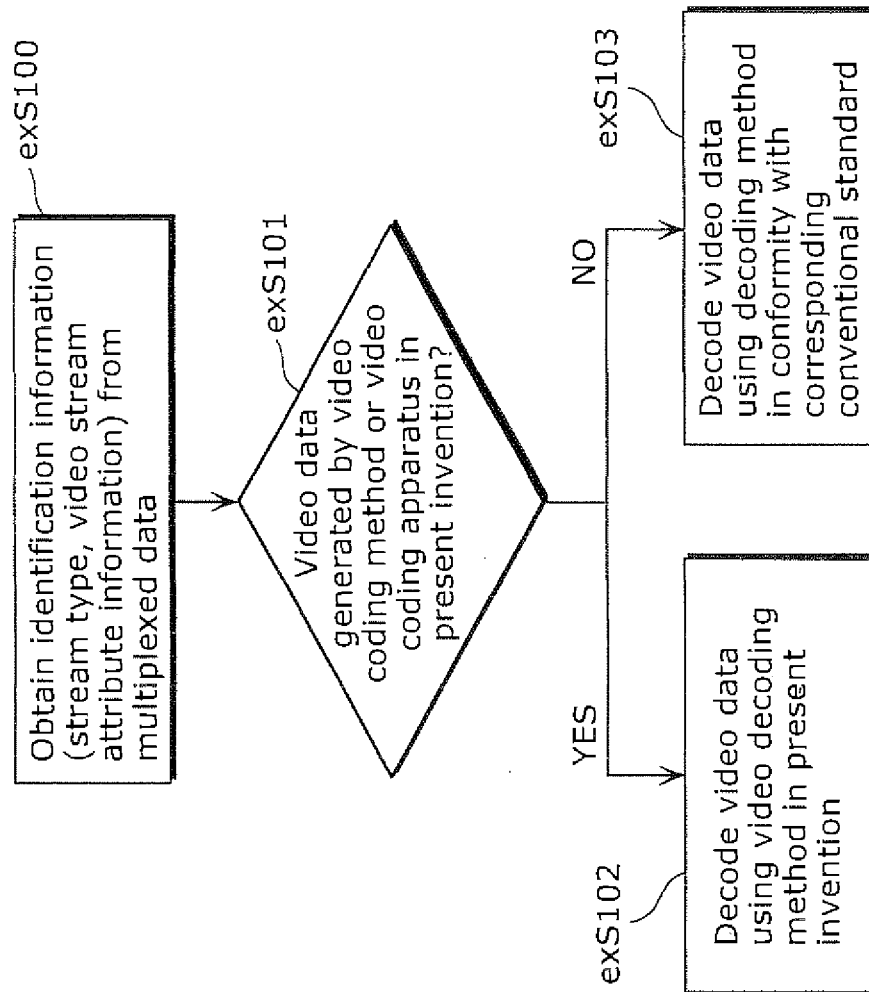 exS100
Obtain identification information
(stream type, video stream
attribute information) from
multiplexed data
exS101
Video data
generated by video
coding method or video
coding apparatus in
present invention?
YES
NO
exS102
Decode video data
using video decoding
method in present
invention
exS103
Decode video data
using decoding method
in conformity with
corresponding
conventional standard